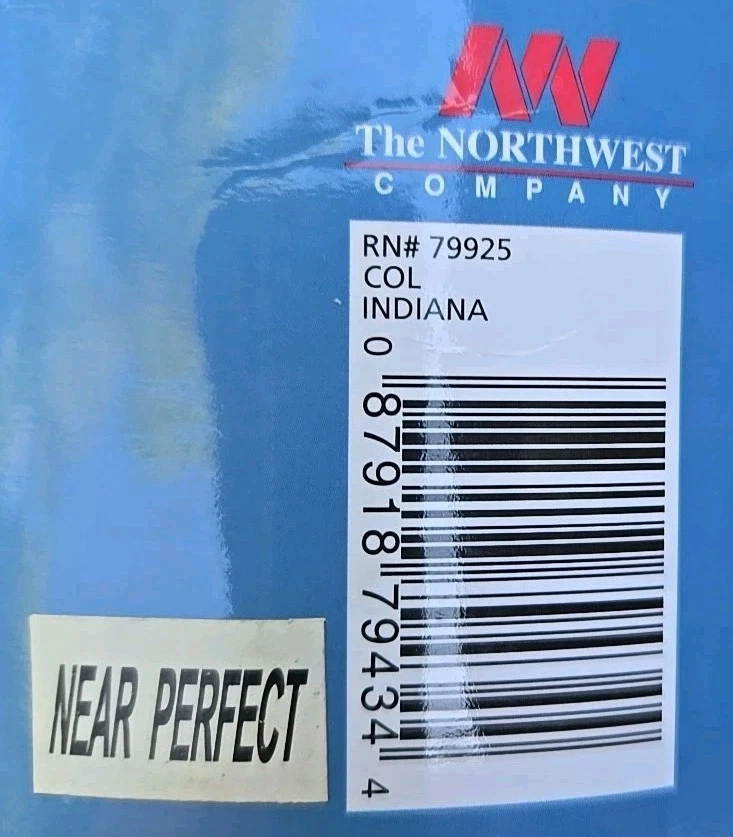 The NORTHWEST
COMPANY
RN# 79925
COL
INDIANA
0 87918 79434 4
NEAR PERFECT